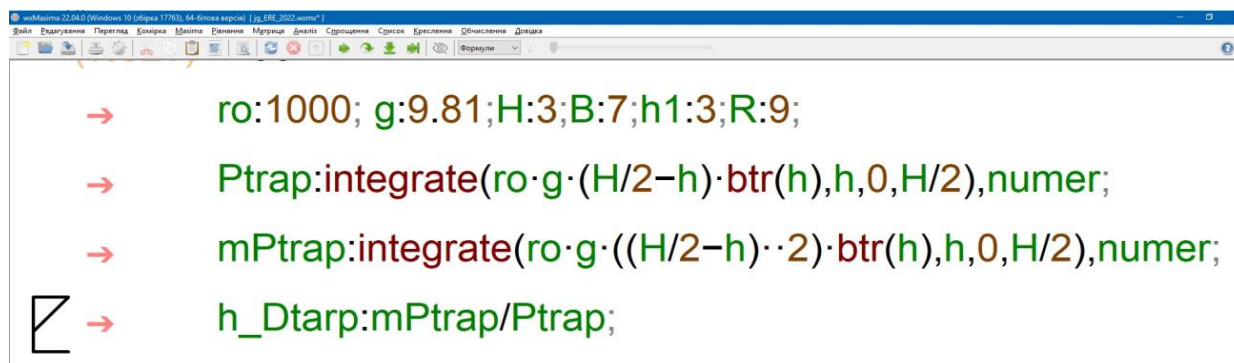 wxMaxima 22.04.0 (Windows 10 (збірка 17763), 64-бітова версія) [ jg_ERE_2022.wxmx* ]
Файл Редагування Перегляд Комірка Maxima Рівняння Матриця Аналіз Спрощення Список Креслення Обчислення Довідка
Формули
ro:1000; g:9.81;H:3;B:7;h1:3;R:9;
Ptrap:integrate(ro·g·(H/2−h)·btr(h),h,0,H/2),numer;
mPtrap:integrate(ro·g·((H/2−h)··2)·btr(h),h,0,H/2),numer;
h_Dtarp:mPtrap/Ptrap;